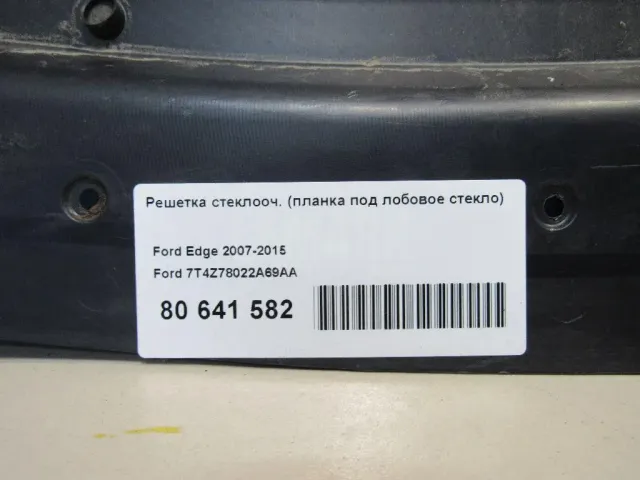 Решетка стеклооч. (планка под лобовое стекло)
Ford Edge 2007-2015
Ford 7T4Z78022A69AA
80 641 582